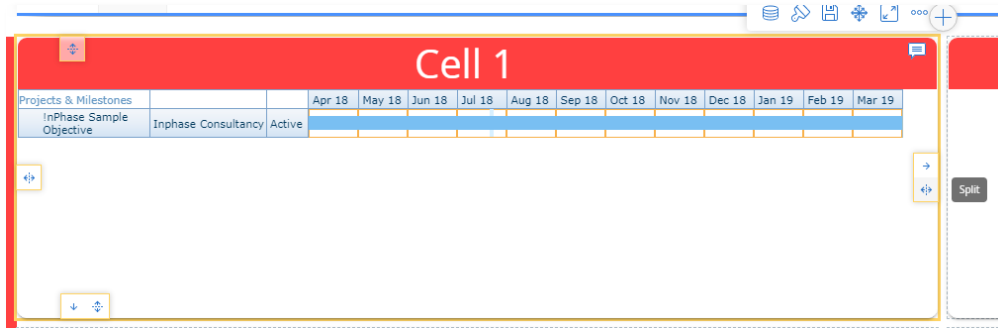 Cell 1
Projects & Milestones Apr 18 May 18 Jun 18 Jul 18 Aug 18 Sep 18 Oct 18 Nov 18 Dec 18 Jan 19 Feb 19 Mar 19
!nPhase Sample
Objective
Inphase Consultancy Active
Split